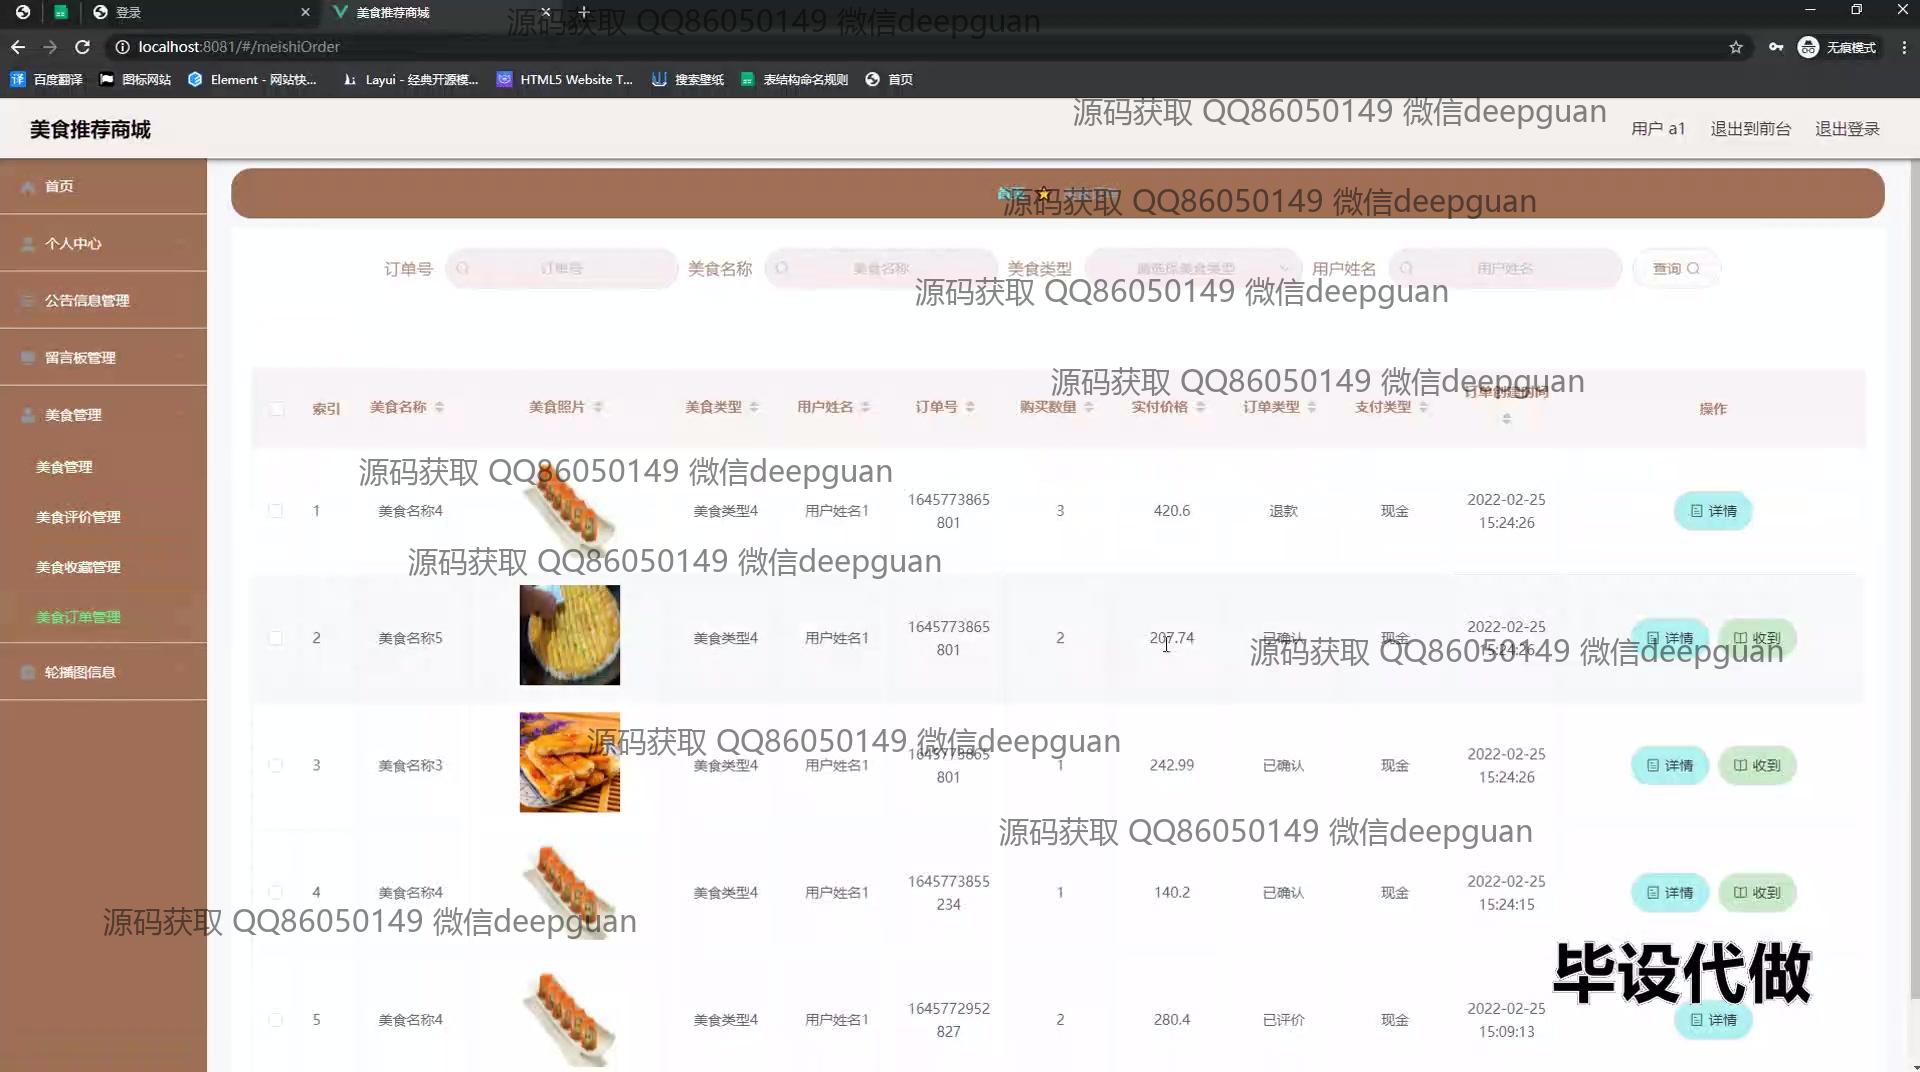 登录
美食推荐商城
源码获取 QQ86050149 微信deepguan
localhost:8081/#/meishiOrder
无痕模式
百度翻译
图标网站
Element - 网站快...
Layui - 经典开源模...
HTML5 Website T...
搜索壁纸
表结构命名规则
首页
源码获取 QQ86050149 微信deepguan
美食推荐商城
用户 a1
退出到前台
退出登录
首页
源码获取 QQ86050149 微信deepguan
个人中心
订单号 订单号
美食名称 美食名称
美食类型 请选择美食类型
用户姓名 用户姓名
查询
源码获取 QQ86050149 微信deepguan
公告信息管理
留言板管理
源码获取 QQ86050149 微信deepguan
索引 美食名称 美食照片 美食类型 用户姓名 订单号 购买数量 实付价格 订单类型 支付类型 订单创建时间 操作
美食管理
美食管理
美食评价管理
美食收藏管理
美食订单管理
轮播图信息
源码获取 QQ86050149 微信deepguan
1 美食名称4 美食类型4 用户姓名1 1645773865 3 420.6 退款 现金 2022-02-25 详情
801 15:24:26
源码获取 QQ86050149 微信deepguan
2 美食名称5 美食类型4 用户姓名1 1645773865 2 207.74 已确认 现金 2022-02-25 详情 收到
801 15:24:26
源码获取 QQ86050149 微信deepguan
源码获取 QQ86050149 微信deepguan
3 美食名称3 美食类型4 用户姓名1 1645773865 1 242.99 已确认 现金 2022-02-25 详情 收到
801 15:24:26
源码获取 QQ86050149 微信deepguan
4 美食名称4 美食类型4 用户姓名1 1645773855 1 140.2 已确认 现金 2022-02-25 详情 收到
234 15:24:15
源码获取 QQ86050149 微信deepguan
毕设代做
5 美食名称4 美食类型4 用户姓名1 1645772952 2 280.4 已评价 现金 2022-02-25 详情
827 15:09:13